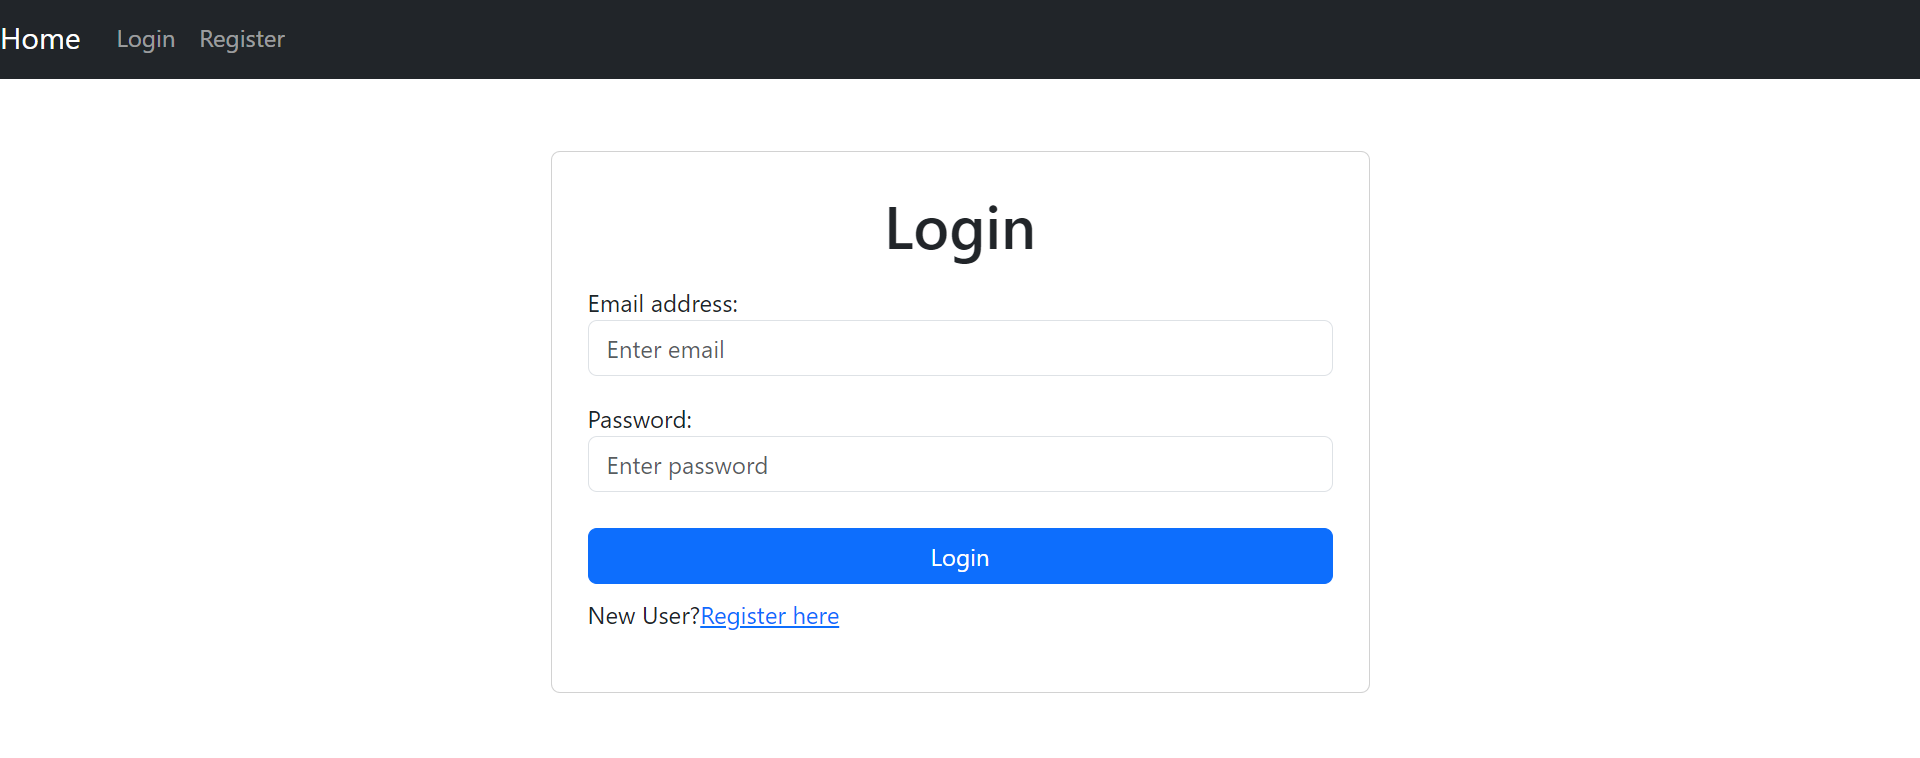 Home Login Register
Login
Email address:
Enter email
Password:
Enter password
Login
New User?Register here